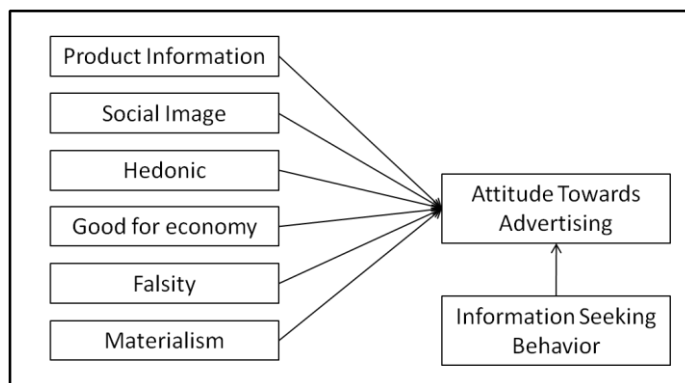 Product Information
Social Image
Hedonic
Good for economy
Falsity
Materialism
Attitude Towards
Advertising
Information Seeking
Behavior